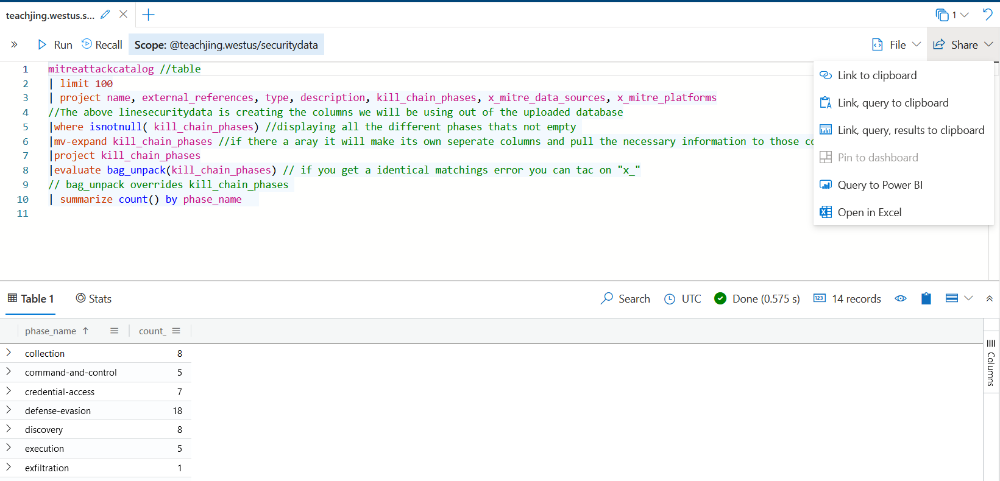 teachjing.westus.s...
1
Run
Recall
Scope: @teachjing.westus/securitydata
File
Share
1 mitreattackcatalog //table
2 | limit 100
3 | project name, external_references, type, description, kill_chain_phases, x_mitre_data_sources, x_mitre_platforms
4 //The above linesecuritydata is creating the columns we will be using out of the uploaded database
5 |where isnotnull( kill_chain_phases) //displaying all the different phases thats not empty
6 |mv-expand kill_chain_phases //if there a aray it will make its own seperate columns and pull the necessary information to those
7 |project kill_chain_phases
8 |evaluate bag_unpack(kill_chain_phases) // if you get a identical matchings error you can tac on "x_"
9 // bag_unpack overrides kill_chain_phases
10 | summarize count() by phase_name
11
Link to clipboard
Link, query to clipboard
Link, query, results to clipboard
Pin to dashboard
Query to Power BI
Open in Excel
Table 1
Stats
Search
UTC
Done (0.575 s)
123
14 records
phase_name
count_
collection 8
command-and-control 5
credential-access 7
defense-evasion 18
discovery 8
execution 5
exfiltration 1
Columns